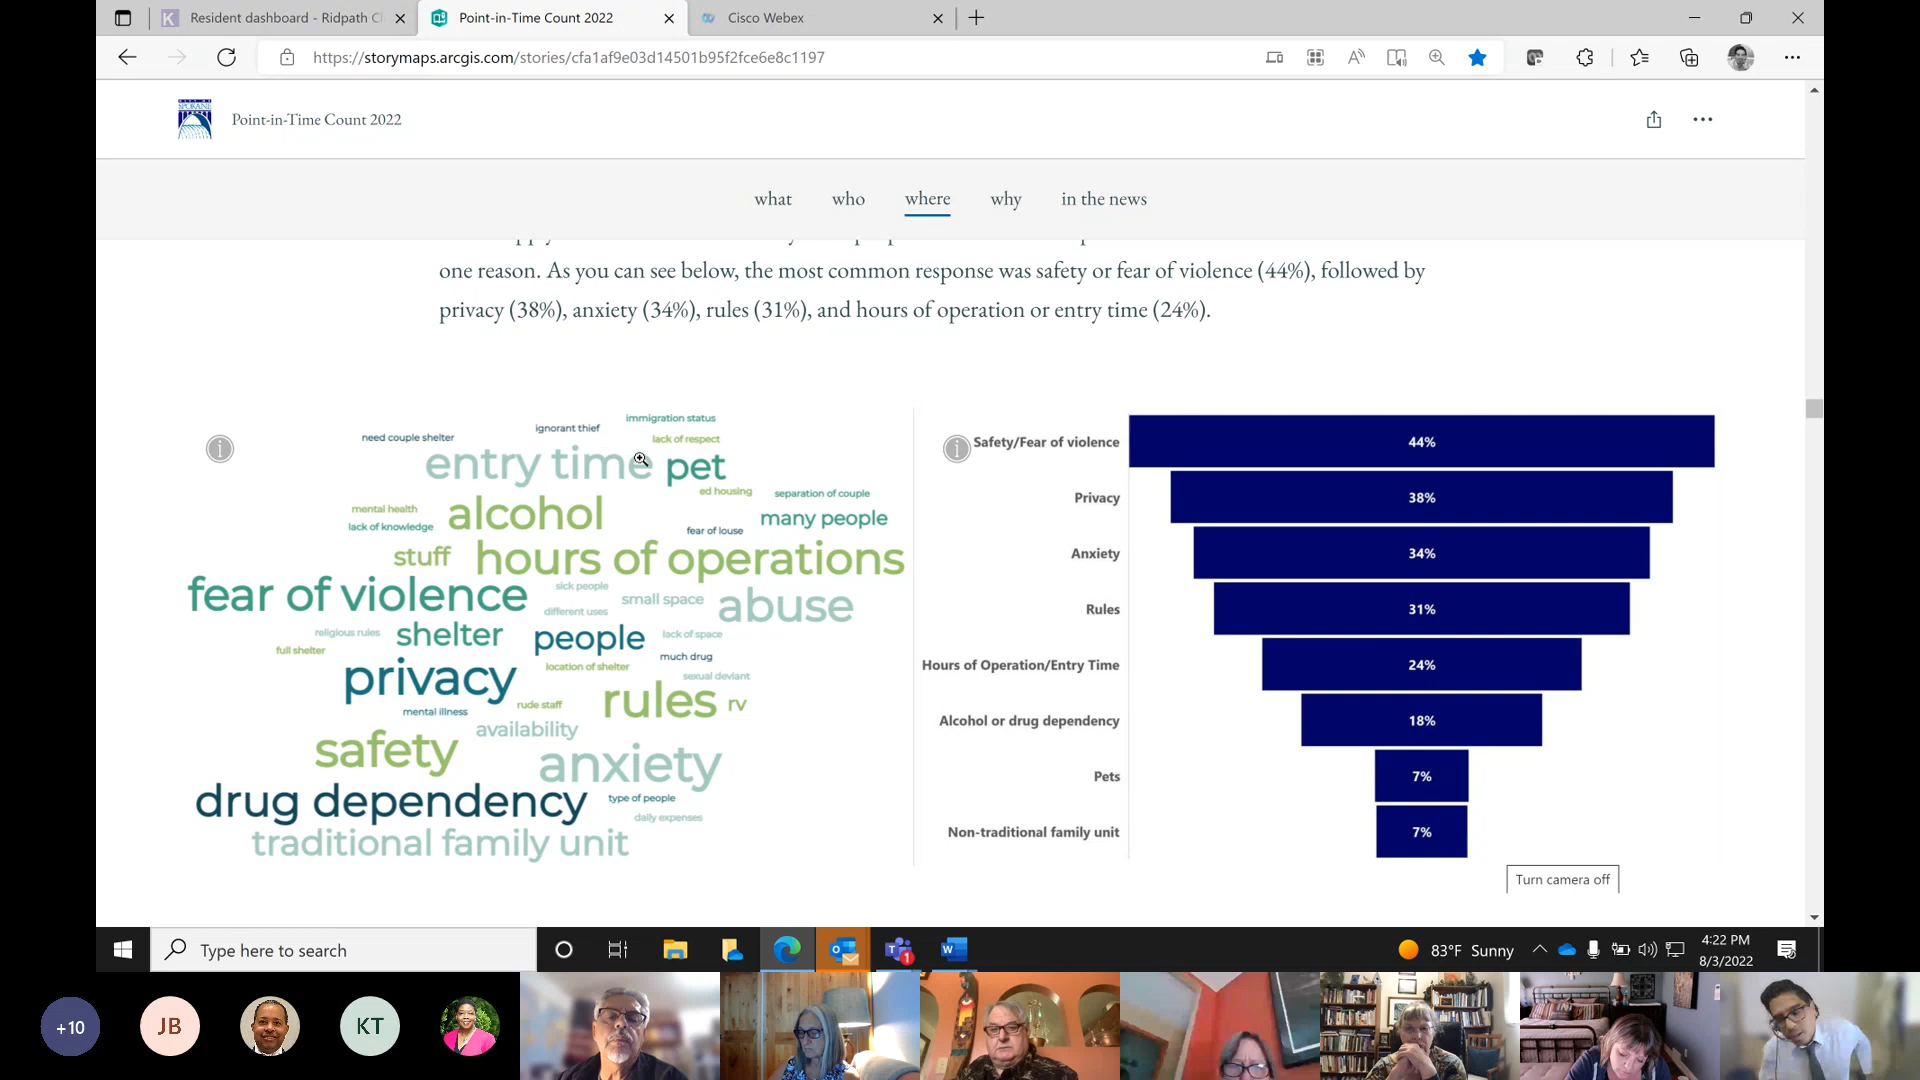 Resident dashboard - Ridpath Cl
Point-in-Time Count 2022
Cisco Webex
https://storymaps.arcgis.com/stories/cfa1af9e03d14501b95f2fce6e8c1197
SPOKANE
Point-in-Time Count 2022
what who where why in the news
one reason. As you can see below, the most common response was safety or fear of violence (44%), followed by
privacy (38%), anxiety (34%), rules (31%), and hours of operation or entry time (24%).
immigration status
ignorant thief
need couple shelter
lack of respect
entry time
pet
ed housing
separation of couple
mental health
alcohol
many people
lack of knowledge
fear of louse
stuff
hours of operations
fear of violence
sick people
small space
abuse
different uses
religious rules
shelter
people
lack of space
full shelter
much drug
location of shelter
privacy
sexual deviant
rules
rv
mental illness
rude staff
availability
safety
anxiety
drug dependency
type of people
daily expenses
traditional family unit
Safety/Fear of violence 44%
Privacy 38%
Anxiety 34%
Rules 31%
Hours of Operation/Entry Time 24%
Alcohol or drug dependency 18%
Pets 7%
Non-traditional family unit 7%
Turn camera off
Type here to search
1
83°F Sunny
4:22 PM
8/3/2022
+10
JB
KT